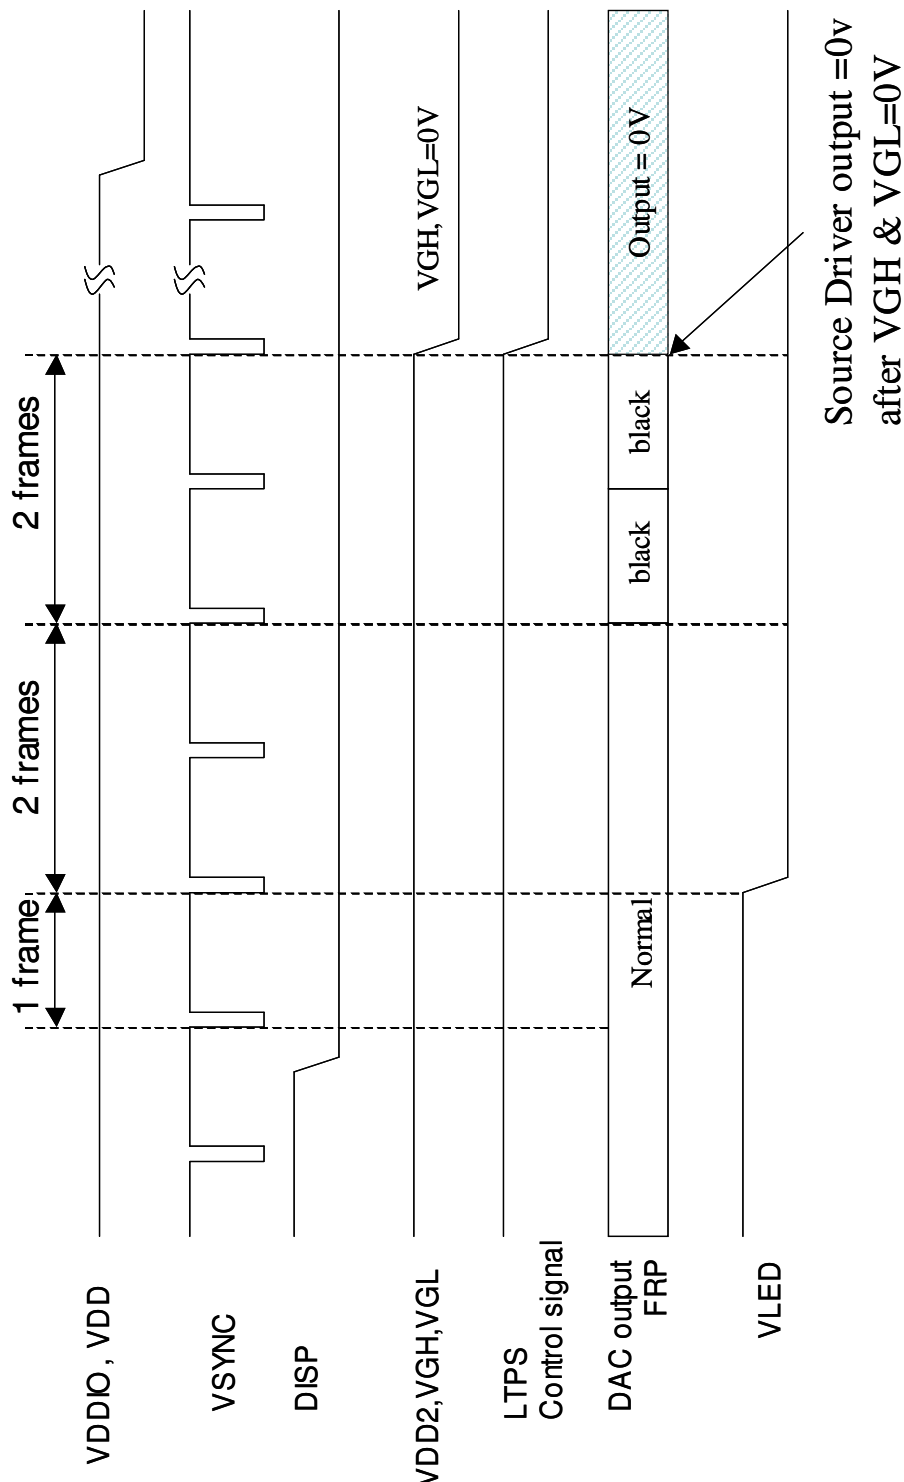 1 frame
2 frames
2 frames
VDDIO, VDD
VSYNC
DISP
VDD2,VGH,VGL
VGH, VGL=0V
LTPS
Control signal
DAC output
FRP
Normal
black
black
Output = 0V
VLED
Source Driver output =0v
after VGH & VGL=0V